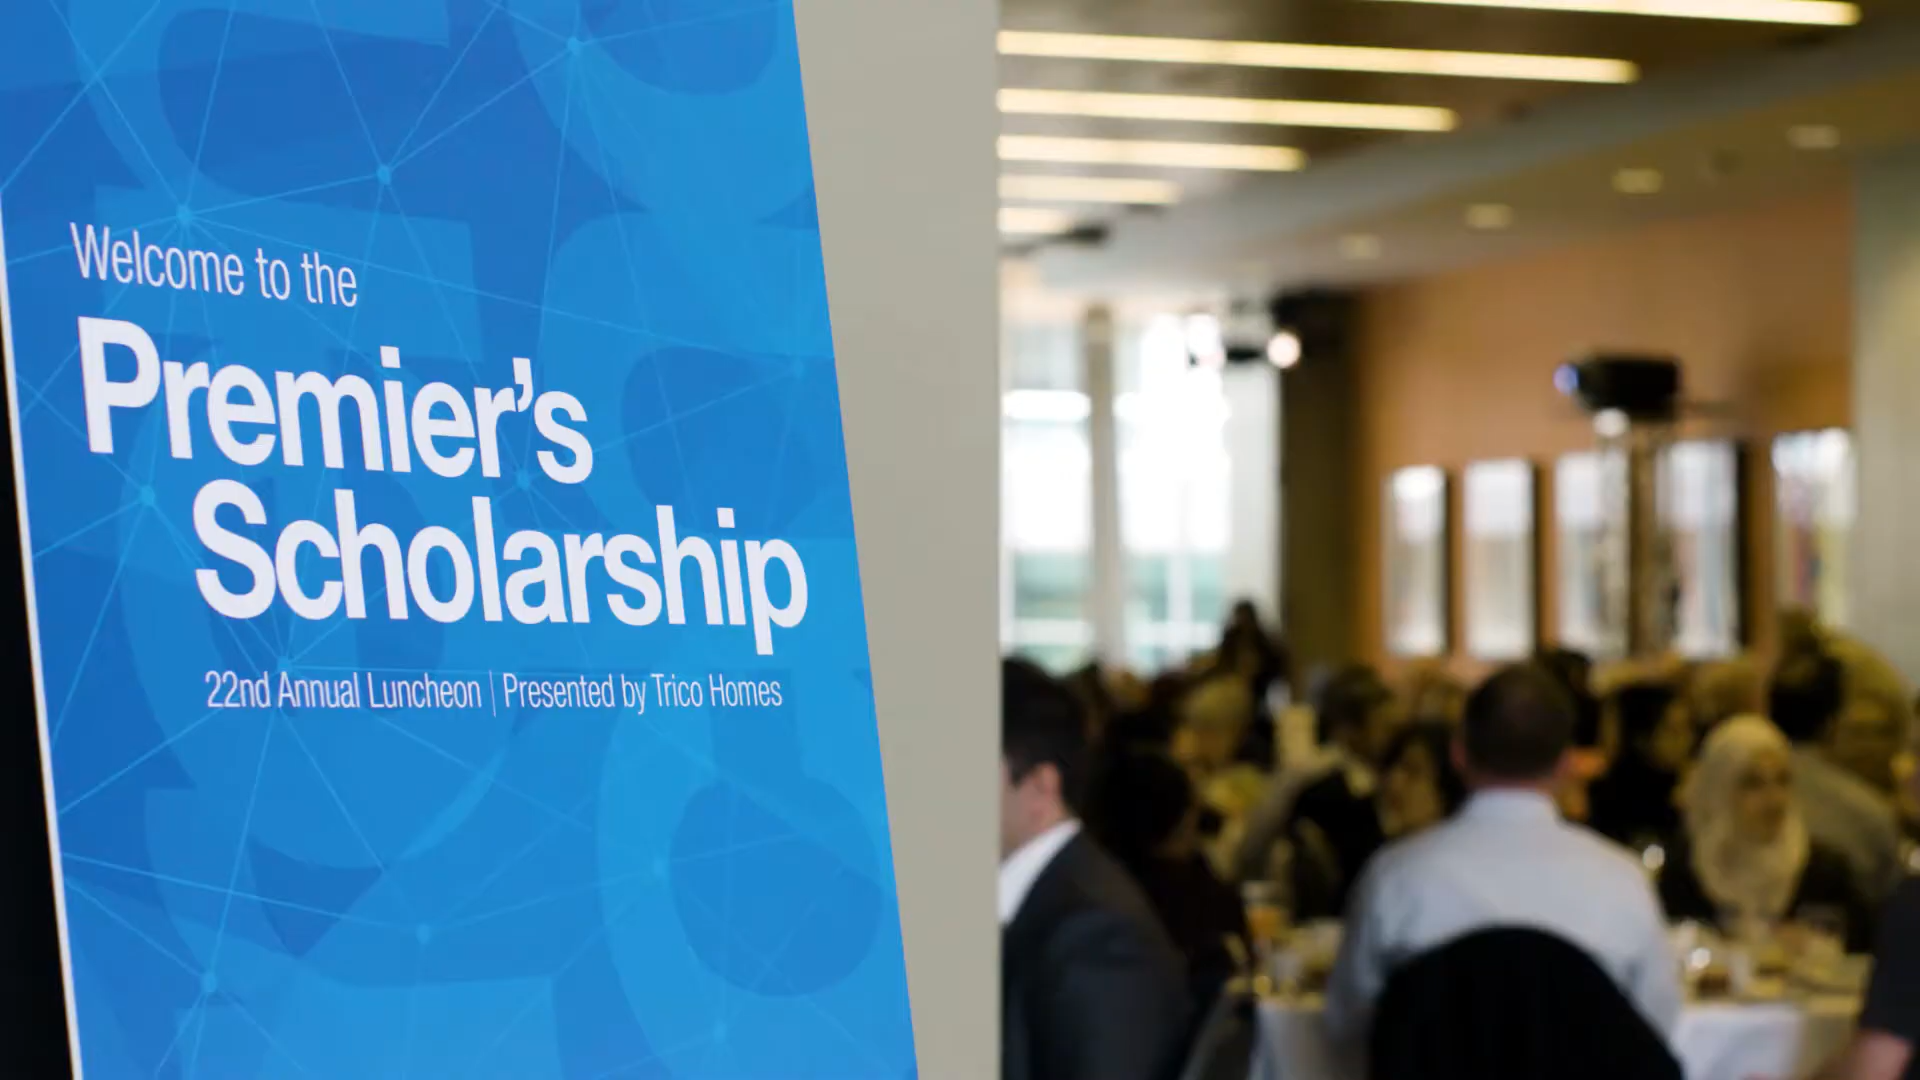 Welcome to the
Premier’s
Scholarship
22nd Annual Luncheon | Presented by Trico Homes